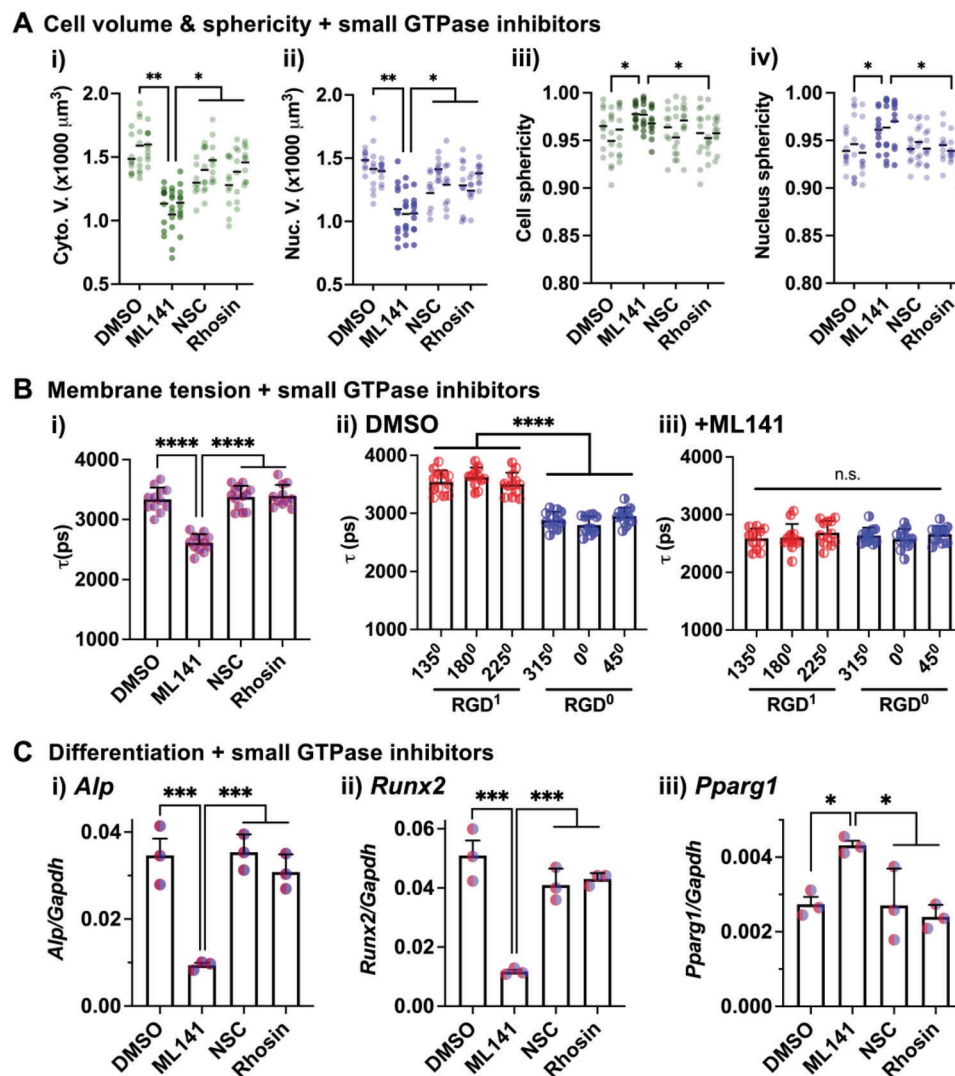 A Cell volume & sphericity + small GTPase inhibitors
i)
Cyto. V. (x1000 μm³)
2.0
1.5
1.0
0.5
**
*
DMSO
ML141
NSC
Rhosin
ii)
Nuc. V. (x1000 μm³)
2.0
1.5
1.0
0.5
**
*
DMSO
ML141
NSC
Rhosin
iii)
Cell sphericity
1.00
0.95
0.90
0.85
0.80
*
*
DMSO
ML141
NSC
Rhosin
iv)
Nucleus sphericity
1.00
0.95
0.90
0.85
0.80
*
*
DMSO
ML141
NSC
Rhosin
B Membrane tension + small GTPase inhibitors
i)
τ(ps)
4000
3000
2000
1000
****
****
DMSO
ML141
NSC
Rhosin
ii) DMSO
τ (ps)
4000
3000
2000
1000
****
135⁰
180⁰
225⁰
315⁰
0⁰
45⁰
RGD¹
RGD⁰
iii) +ML141
τ (ps)
4000
3000
2000
1000
n.s.
135⁰
180⁰
225⁰
315⁰
0⁰
45⁰
RGD¹
RGD⁰
C Differentiation + small GTPase inhibitors
i) Alp
Alp/Gapdh
0.04
0.02
0.00
***
***
DMSO
ML141
NSC
Rhosin
ii) Runx2
Runx2/Gapdh
0.06
0.04
0.02
0.00
***
***
DMSO
ML141
NSC
Rhosin
iii) Pparg1
Pparg1/Gapdh
0.004
0.002
0.000
*
*
DMSO
ML141
NSC
Rhosin